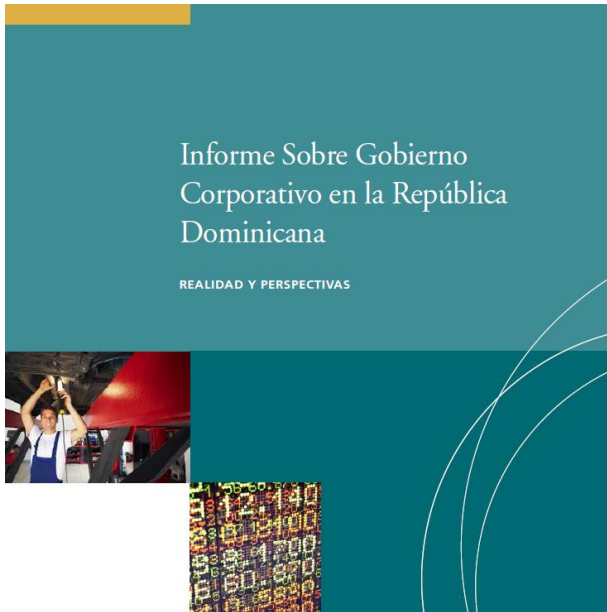 Informe Sobre Gobierno
Corporativo en la República
Dominicana
REALIDAD Y PERSPECTIVAS